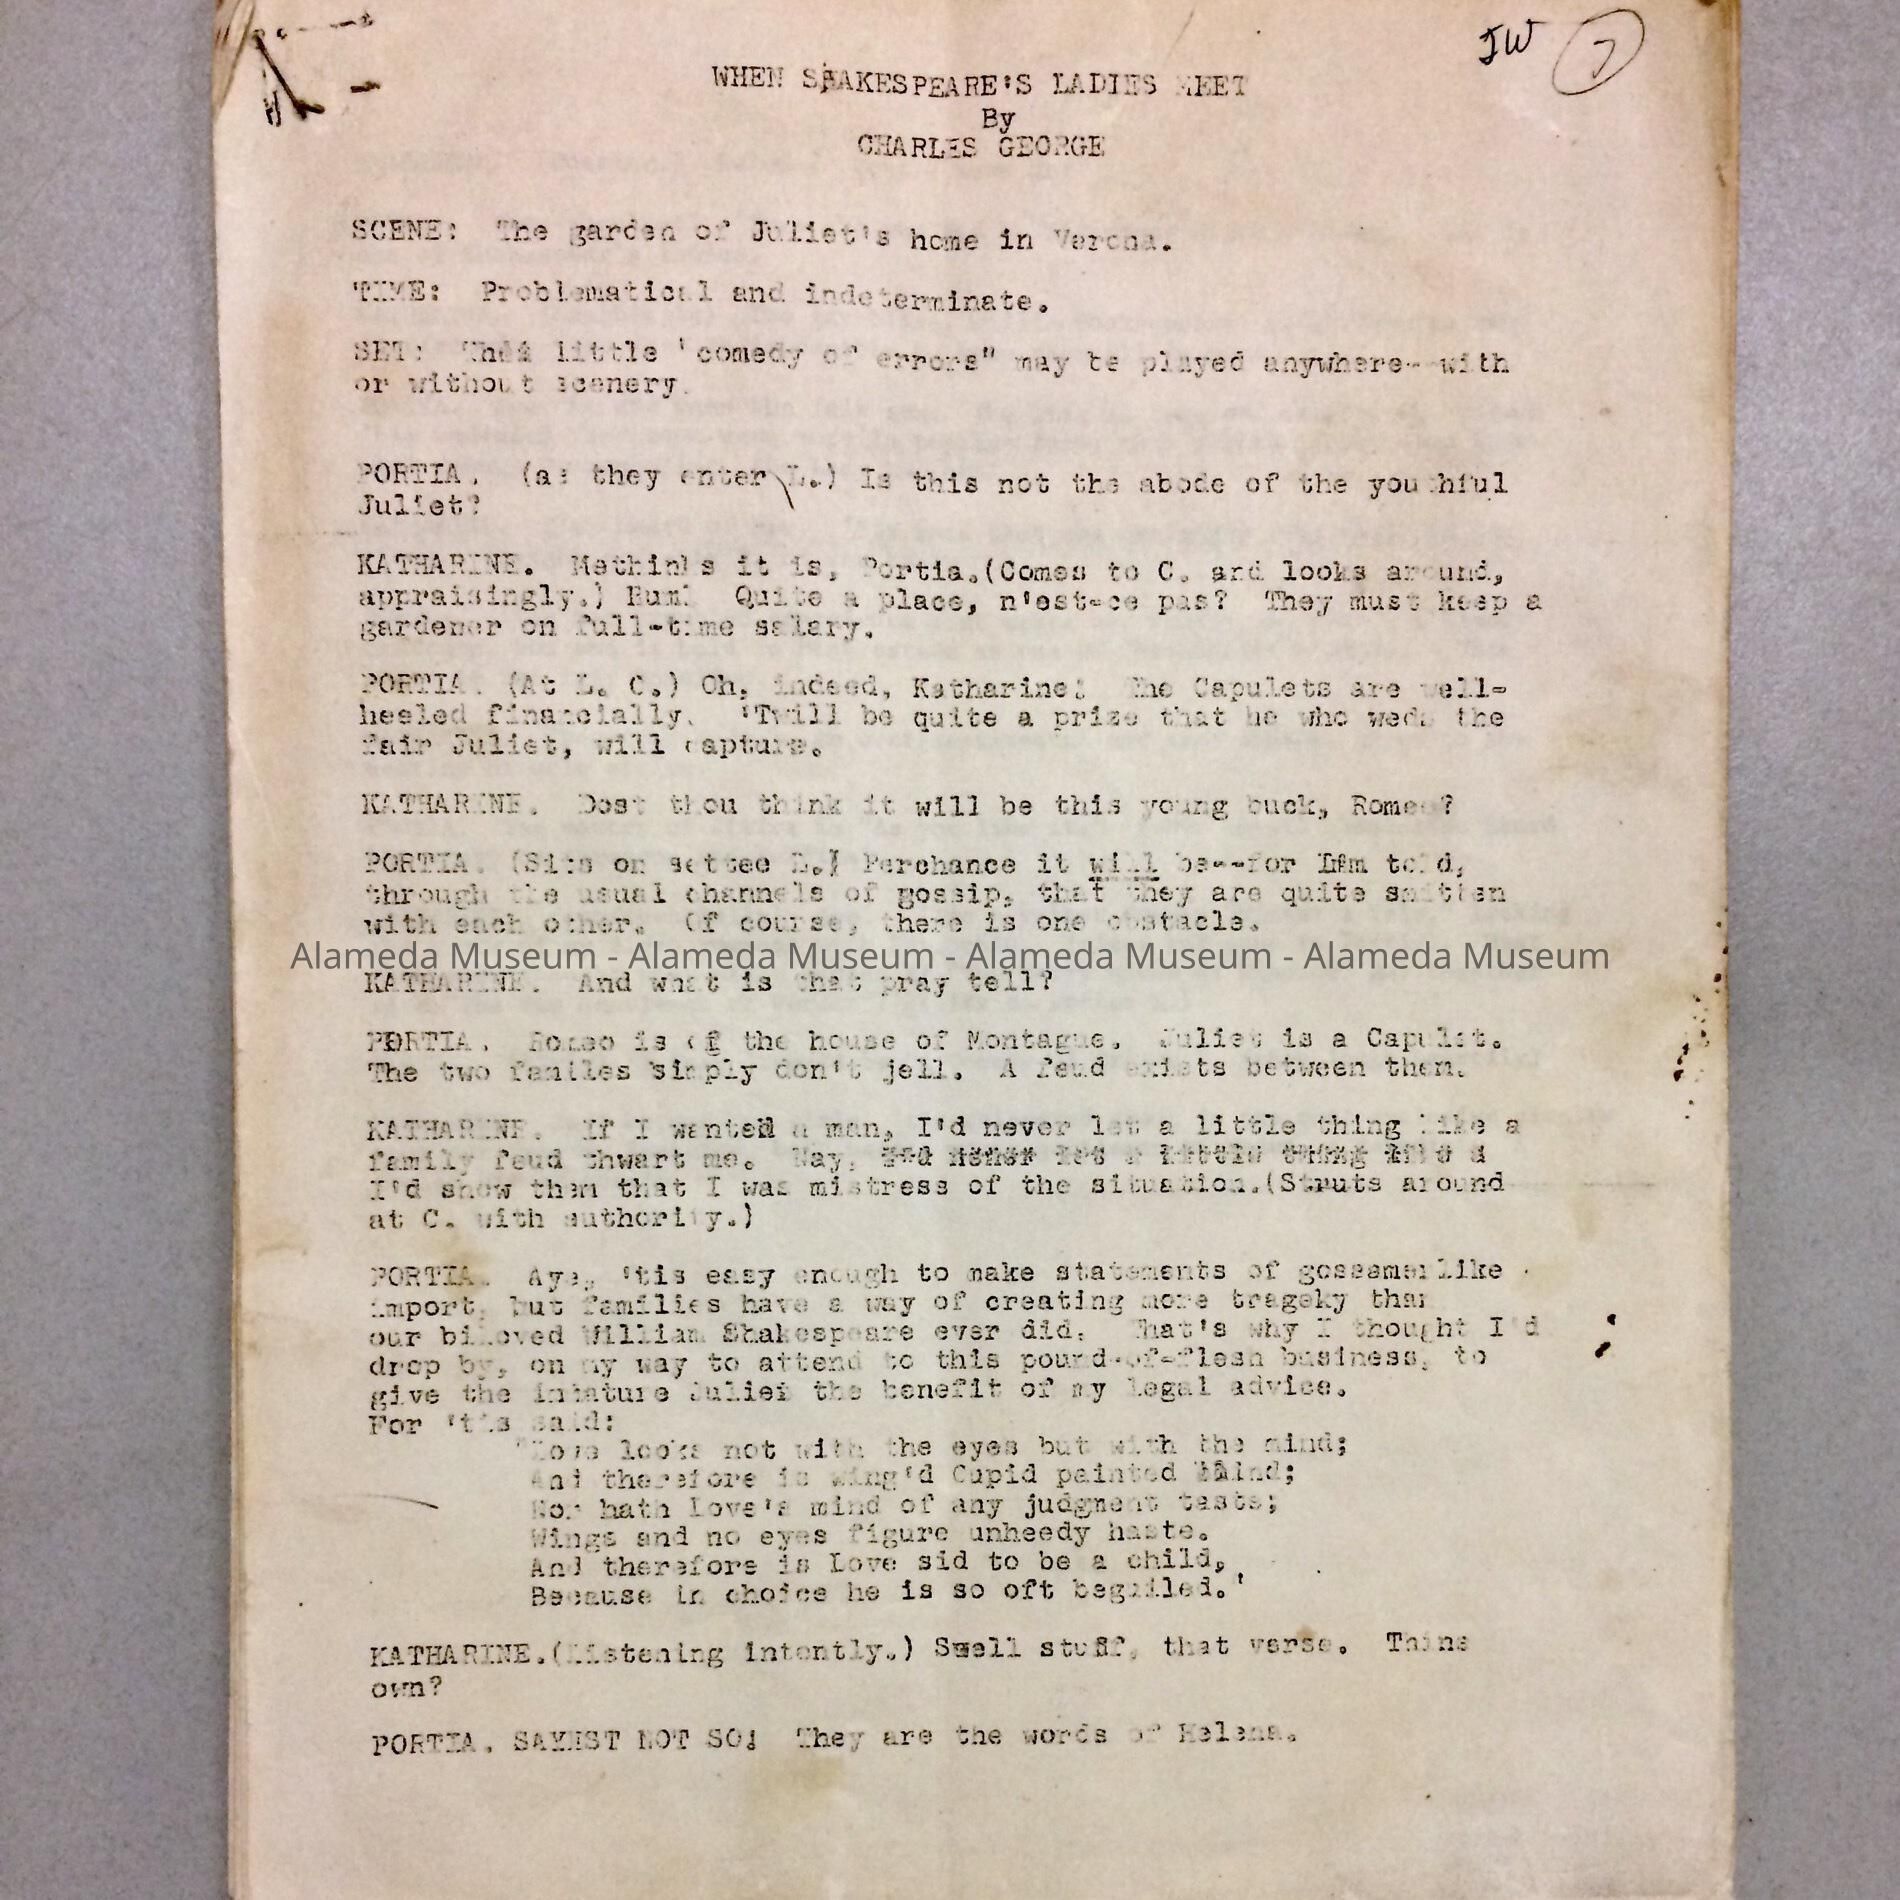 JW 7
WHEN SHAKESPEARE'S LADIES MEET
By
CHARLES GEORGE
SCENE: The garden of Juliet's home in Verona.
TIME: Problematical and indeterminate.
SET: This little "comedy of errors" may be played anywhere--with
or without scenery.
PORTIA. (as they enter L.) Is this not the abode of the youthful
Juliet?
KATHARINE. Methinks it is, Portia.(Comes to C. and looks around,
appraisingly.) Hum! Quite a place, n'est-ce pas? They must keep a
gardener on full-time salary.
PORTIA. (At L. C.) Oh, indeed, Katharine! The Capulets are well-
heeled financially. 'Twill be quite a prize that he who weds the
fair Juliet, will capture.
KATHARINE. Dost thou think it will be this young buck, Romeo?
PORTIA. (Sits on settee L.) Perchance it will be--for I'm told,
through the usual channels of gossip, that they are quite smitten
with each other. Of course, there is one obstacle.
Alameda Museum - Alameda Museum - Alameda Museum - Alameda Museum
KATHARINE. And what is that pray tell?
PORTIA. Romeo is of the house of Montague. Juliet is a Capulet.
The two familes simply don't jell. A feud exists between them.
KATHARINE. If I wanted a man, I'd never let a little thing like a
family feud thwart me. Nay, I'd never let a little thing like a
I'd show them that I was mistress of the situation.(Struts around
at C. with authority.)
PORTIA. Aye, 'tis easy enough to make statements of gossamer like
import, but families have a way of creating more trageky than
our biloved William Shakespeare ever did. That's why I thought I'd
drop by, on my way to attend to this pound-of-flesh business, to
give the imature Juliet the benefit of my legal advice.
For 'tis said:
"Love looks not with the eyes but with the mind;
And therefore is wing'd Cupid painted blind;
Nor hath Love's mind of any judgment taste;
Wings and no eyes figure unheedy haste.
And therefore is Love sid to be a child,
Because in choice he is so oft beguiled.'
KATHARINE.(Listening intently.) Swell stuff, that verse. Thine
own?
PORTIA. SAYEST NOT SO! They are the words of Helena.